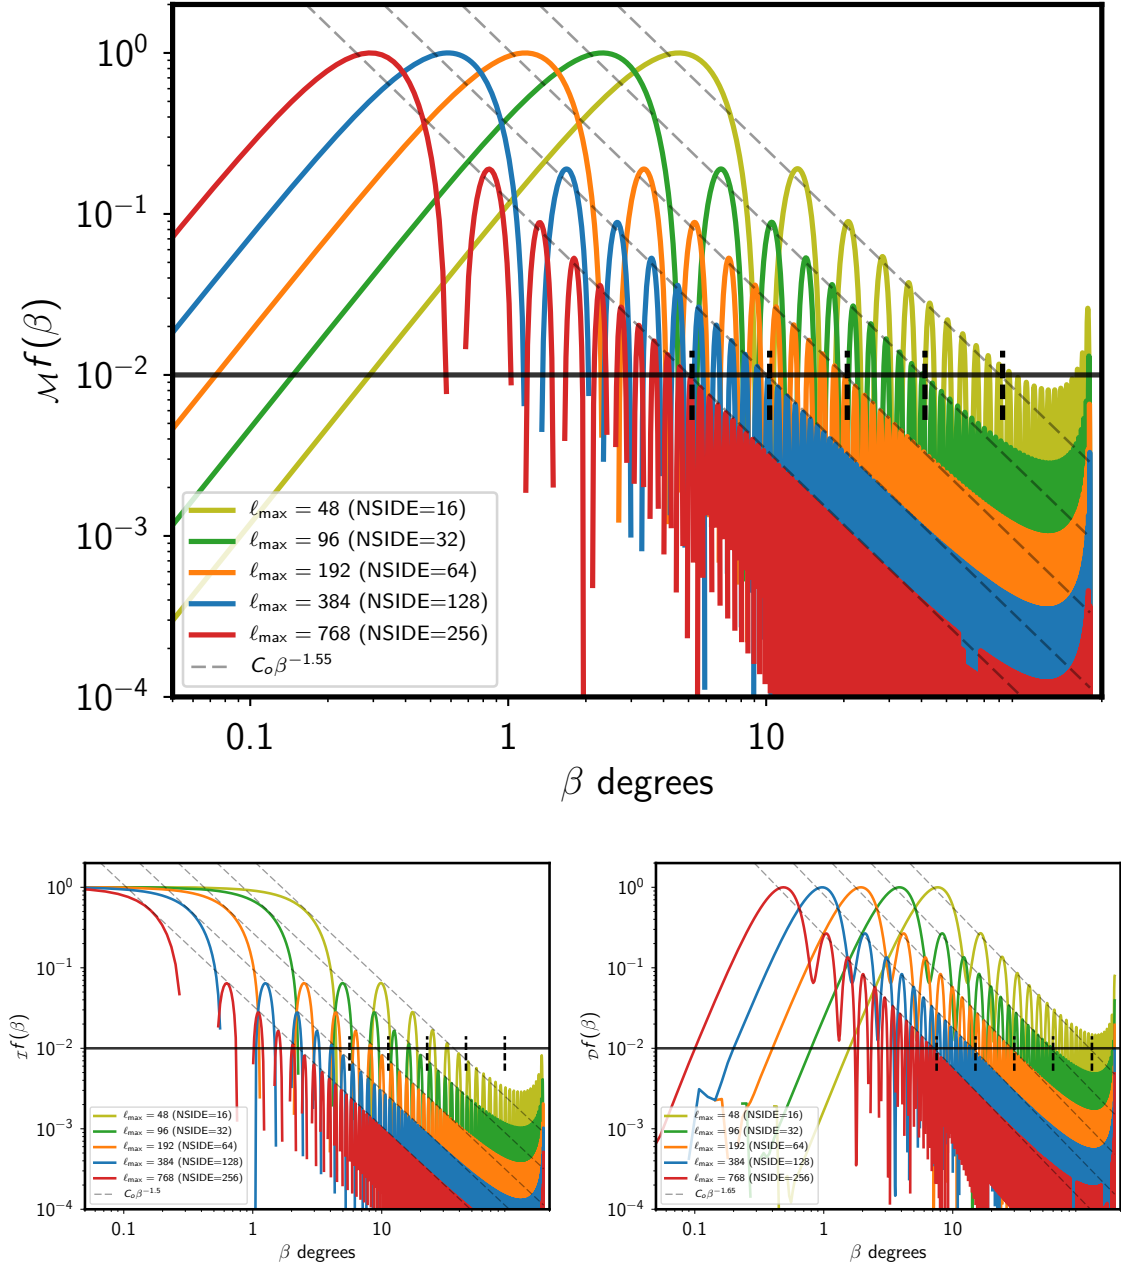 10^0
10^-1
10^-2
10^-3
10^-4
ℳf(β)
ℓmax = 48 (NSIDE=16)
ℓmax = 96 (NSIDE=32)
ℓmax = 192 (NSIDE=64)
ℓmax = 384 (NSIDE=128)
ℓmax = 768 (NSIDE=256)
C_oβ^-1.55
0.1 1 10
β degrees
10^0
10^-1
10^-2
10^-3
10^-4
ℐf(β)
ℓmax = 48 (NSIDE=16)
ℓmax = 96 (NSIDE=32)
ℓmax = 192 (NSIDE=64)
ℓmax = 384 (NSIDE=128)
ℓmax = 768 (NSIDE=256)
C_oβ^-1.5
0.1 1 10
β degrees
10^0
10^-1
10^-2
10^-3
10^-4
𝒟f(β)
ℓmax = 48 (NSIDE=16)
ℓmax = 96 (NSIDE=32)
ℓmax = 192 (NSIDE=64)
ℓmax = 384 (NSIDE=128)
ℓmax = 768 (NSIDE=256)
C_oβ^-1.65
0.1 1 10
β degrees